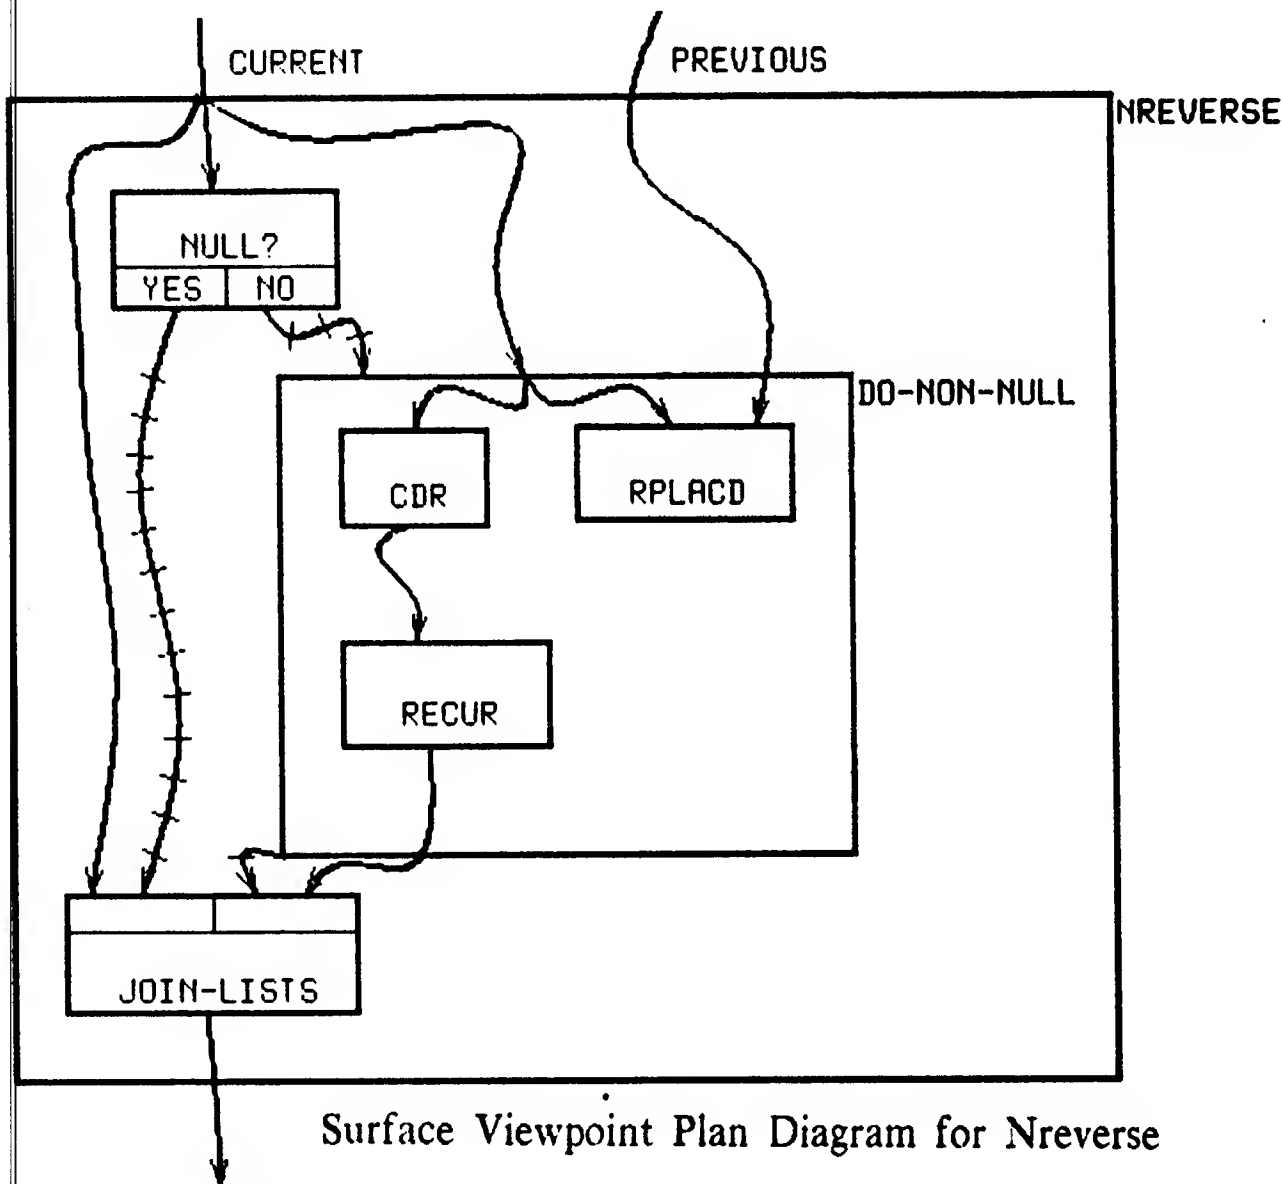 CURRENT
PREVIOUS
NREVERSE
NULL?
YES
NO
DO-NON-NULL
CDR
RPLACD
RECUR
JOIN-LISTS
Surface Viewpoint Plan Diagram for Nreverse